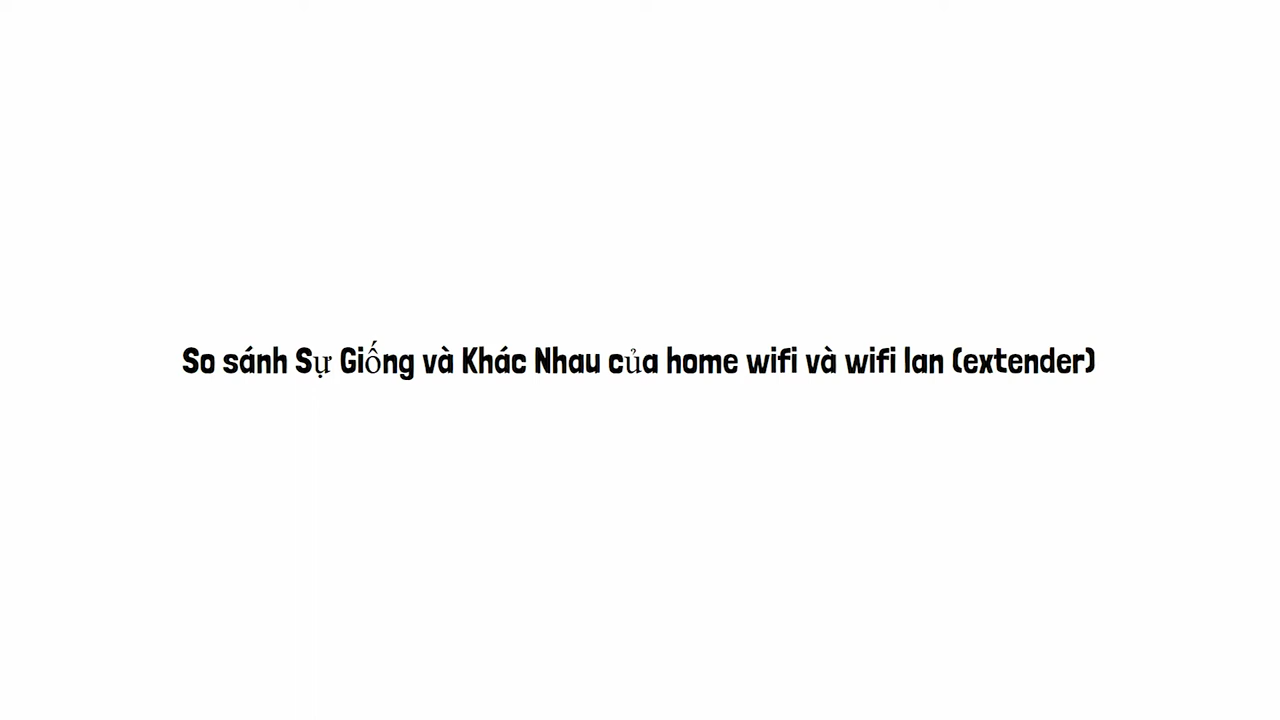 So sánh Sự Giống và Khác Nhau của home wifi và wifi lan (extender)